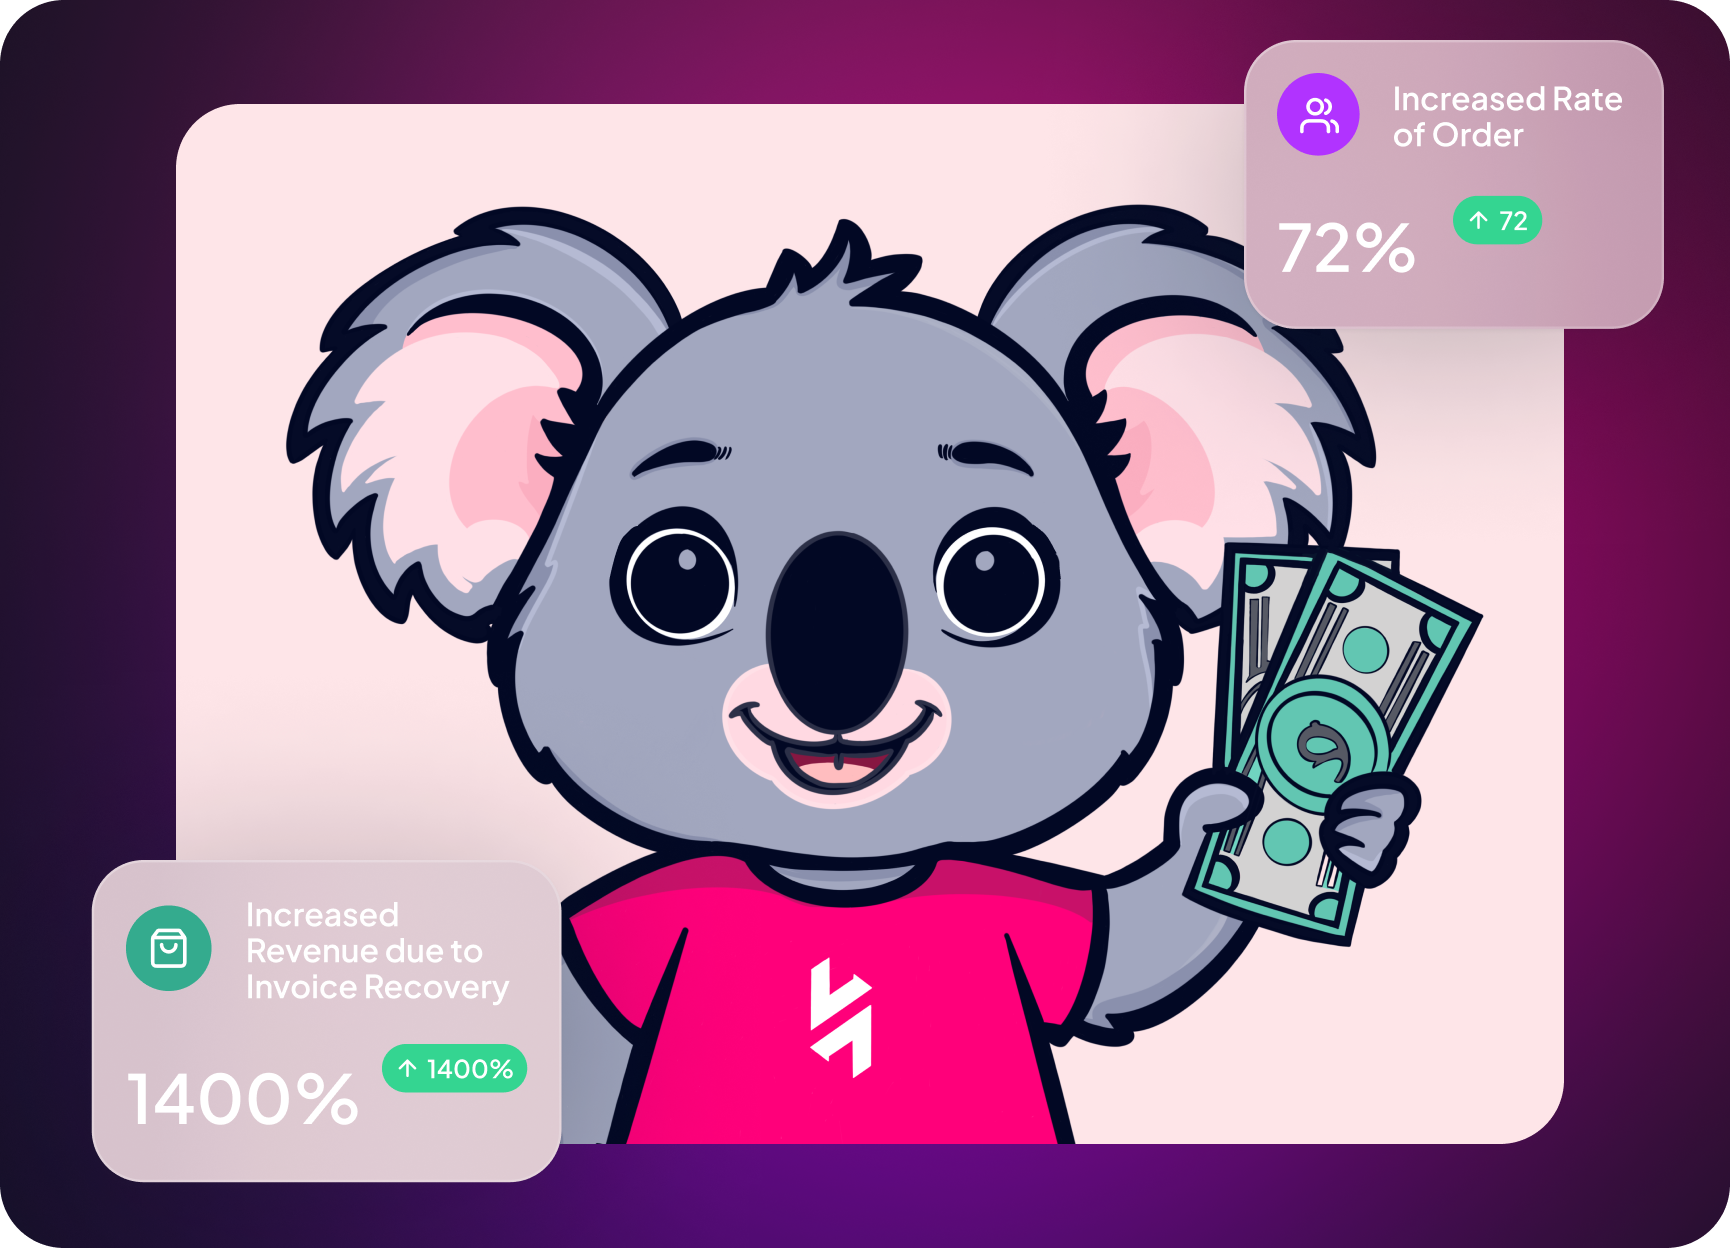 Increased Rate
of Order
72%
↑ 72
Increased
Revenue due to
Invoice Recovery
1400%
↑ 1400%